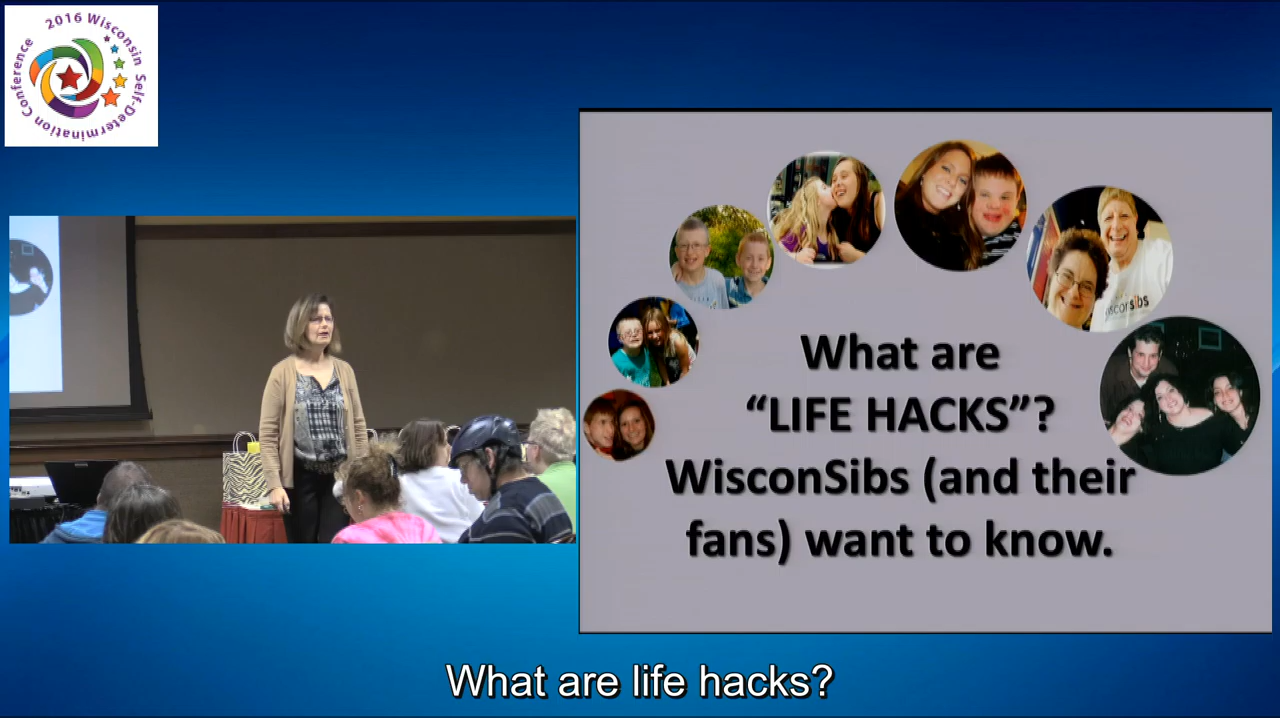 2016 Wisconsin Self-Determination Conference
What are
“LIFE HACKS”?
WisconSibs (and their
fans) want to know.
What are life hacks?